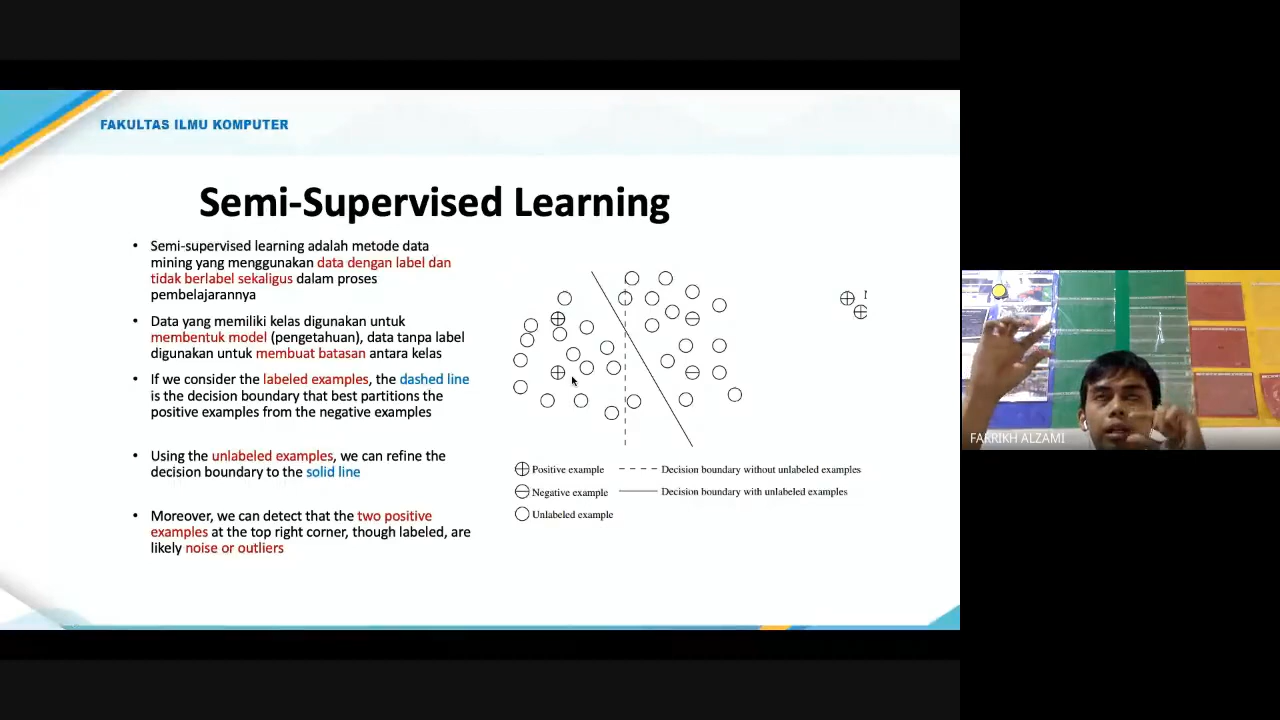 FAKULTAS ILMU KOMPUTER
Semi-Supervised Learning
• Semi-supervised learning adalah metode data
mining yang menggunakan data dengan label dan
tidak berlabel sekaligus dalam proses
pembelajarannya
• Data yang memiliki kelas digunakan untuk
membentuk model (pengetahuan), data tanpa label
digunakan untuk membuat batasan antara kelas
• If we consider the labeled examples, the dashed line
is the decision boundary that best partitions the
positive examples from the negative examples
• Using the unlabeled examples, we can refine the
decision boundary to the solid line
• Moreover, we can detect that the two positive
examples at the top right corner, though labeled, are
likely noise or outliers
Positive example
Decision boundary without unlabeled examples
Negative example
Decision boundary with unlabeled examples
Unlabeled example
FARRIKH ALZAMI